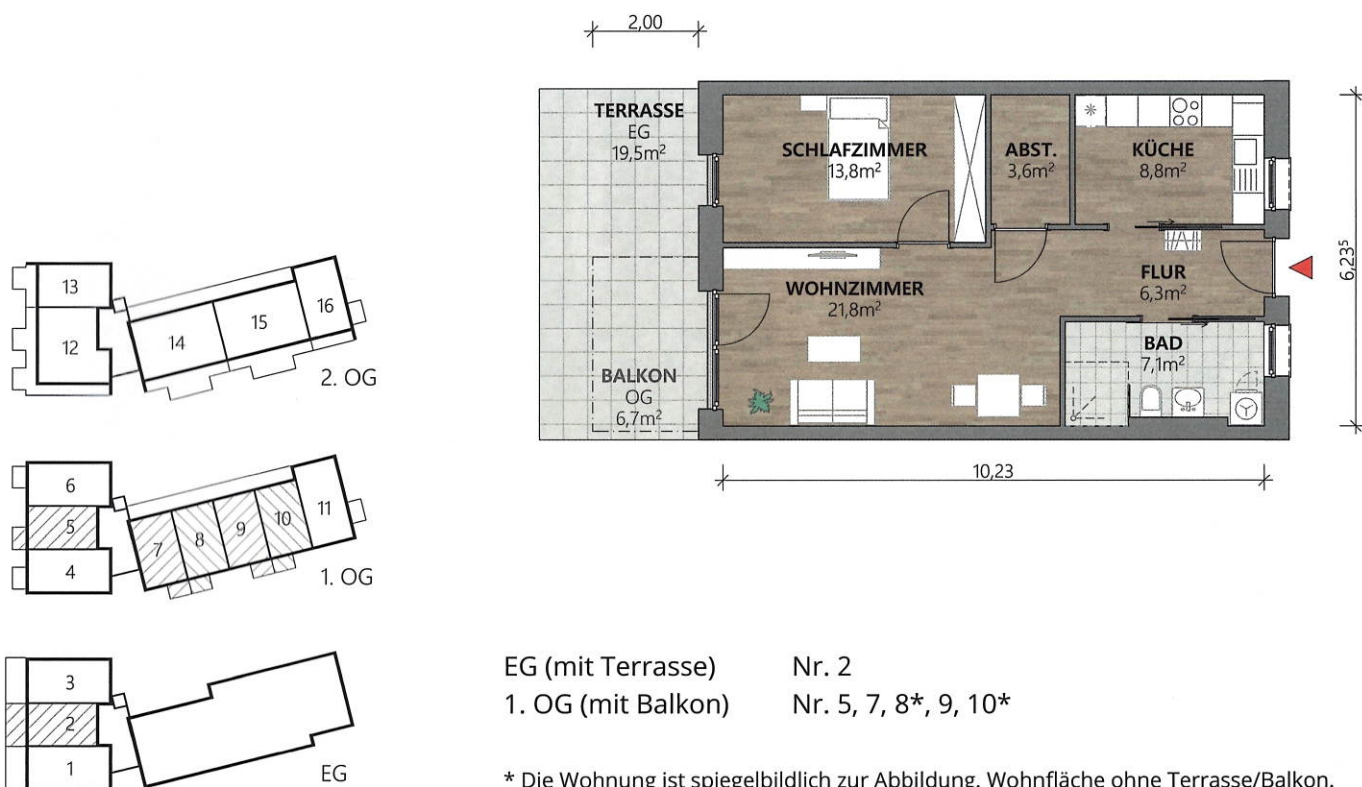 2,00
TERRASSE
EG
19,5m²
SCHLAFZIMMER
13,8m²
ABST.
3,6m²
KÜCHE
8,8m²
WOHNZIMMER
21,8m²
FLUR
6,3m²
BAD
7,1m²
BALKON
OG
6,7m²
6,23⁵
10,23
13
12
14
15
16
2. OG
6
5
4
7
8
9
10
11
1. OG
3
2
1
EG
EG (mit Terrasse) Nr. 2
1. OG (mit Balkon) Nr. 5, 7, 8*, 9, 10*
* Die Wohnung ist spiegelbildlich zur Abbildung. Wohnfläche ohne Terrasse/Balkon.